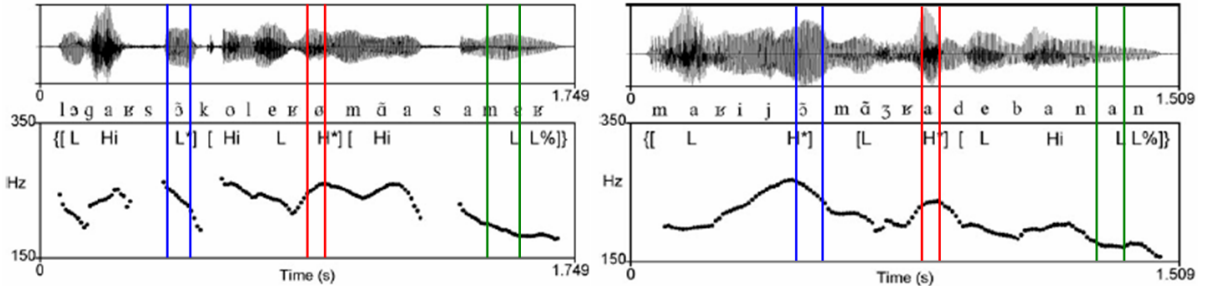 0 1.749
l ɔ g a ʁ s ɔ̃ k o l e ʁ ø m ɑ̃ a s a m ɛ ʁ
350
{[ L Hi L*] [ Hi L H*] [ Hi L L%]}
Hz
150
0 Time (s) 1.749
0 1.509
m a ʁ i j ɔ̃ m ɑ̃ ʒ ʁ a d e b a n a n
350
{[ L H*] [L H*] [ L Hi L L%]}
Hz
150
0 Time (s) 1.509